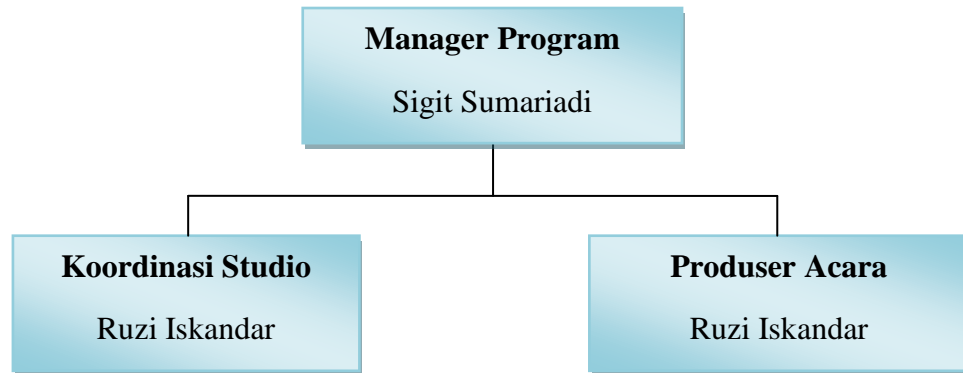 Manager Program
Sigit Sumariadi
Koordinasi Studio
Ruzi Iskandar
Produser Acara
Ruzi Iskandar